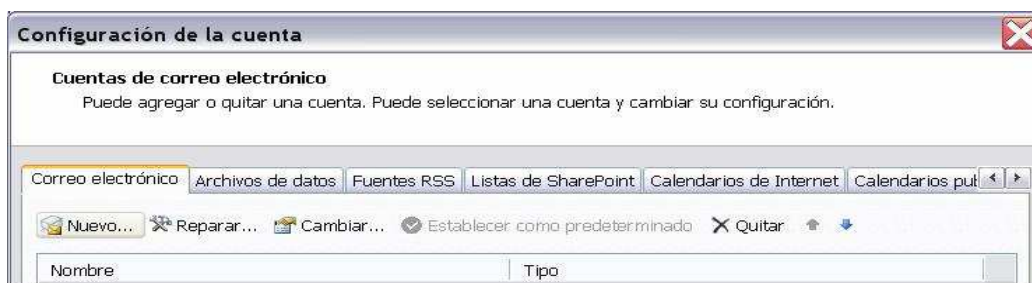 Configuración de la cuenta
Cuentas de correo electrónico
Puede agregar o quitar una cuenta. Puede seleccionar una cuenta y cambiar su configuración.
Correo electrónico Archivos de datos Fuentes RSS Listas de SharePoint Calendarios de Internet Calendarios pub
Nuevo... Reparar... Cambiar... Establecer como predeterminado Quitar
Nombre Tipo